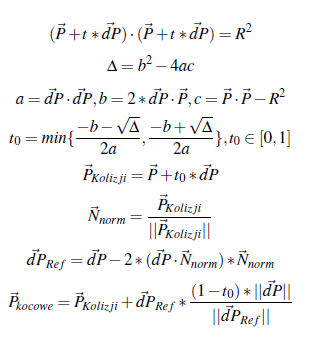 (P⃗ + t * dP⃗) · (P⃗ + t * dP⃗) = R²
Δ = b² − 4ac
a = dP⃗ · dP⃗, b = 2 * dP⃗ · P⃗, c = P⃗ · P⃗ − R²
t₀ = min{(−b − √Δ)/(2a), (−b + √Δ)/(2a)}, t₀ ∈ [0, 1]
P⃗_Kolizji = P⃗ + t₀ * dP⃗
N⃗_norm = P⃗_Kolizji / ||P⃗_Kolizji||
dP⃗_Ref = dP⃗ − 2 * (dP⃗ · N⃗_norm) * N⃗_norm
P⃗_kocowe = P⃗_Kolizji + dP⃗_Ref * ((1 − t₀) * ||dP⃗||) / ||dP⃗_Ref||